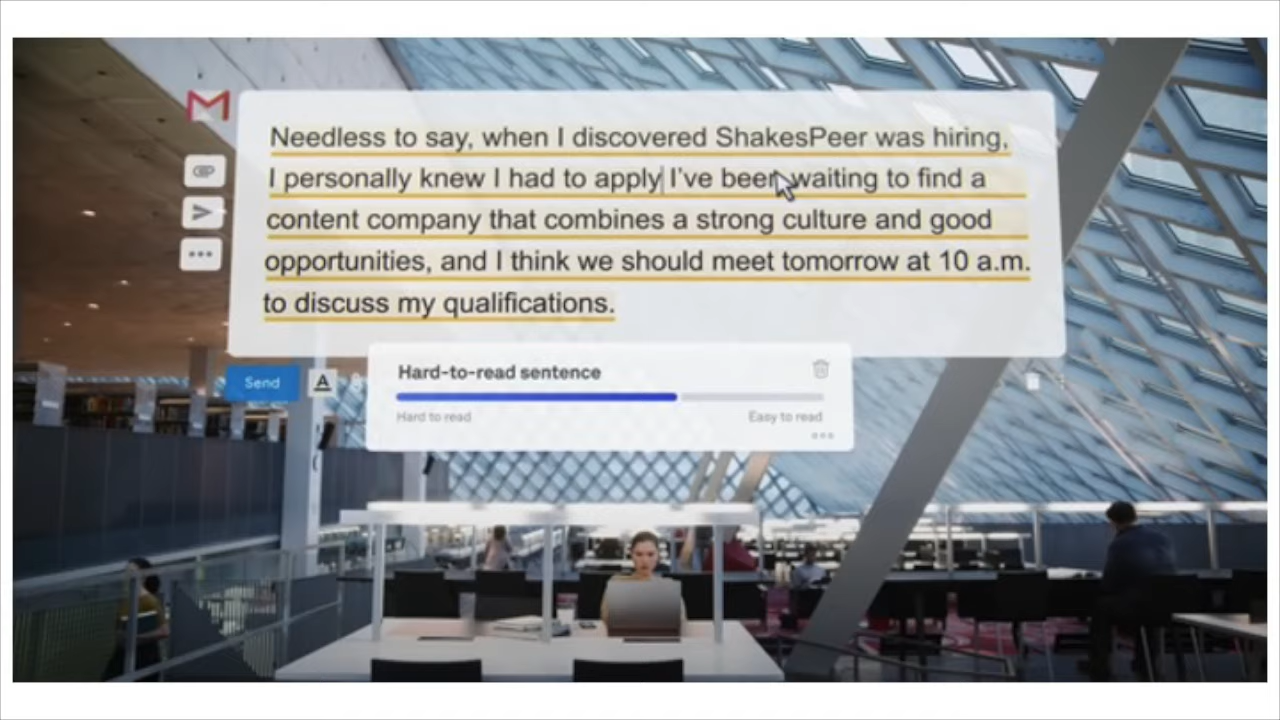 Needless to say, when I discovered ShakesPeer was hiring,
I personally knew I had to apply I've been waiting to find a
content company that combines a strong culture and good
opportunities, and I think we should meet tomorrow at 10 a.m.
to discuss my qualifications.
Send
A
Hard-to-read sentence
Hard to read
Easy to read